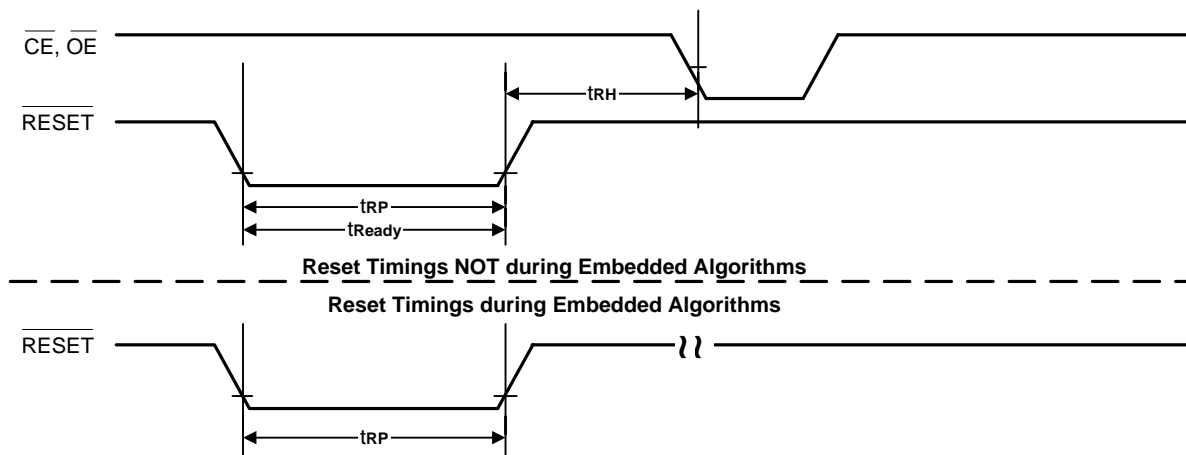 CE, OE
tRH
RESET
tRP
tReady
Reset Timings NOT during Embedded Algorithms
Reset Timings during Embedded Algorithms
RESET
tRP